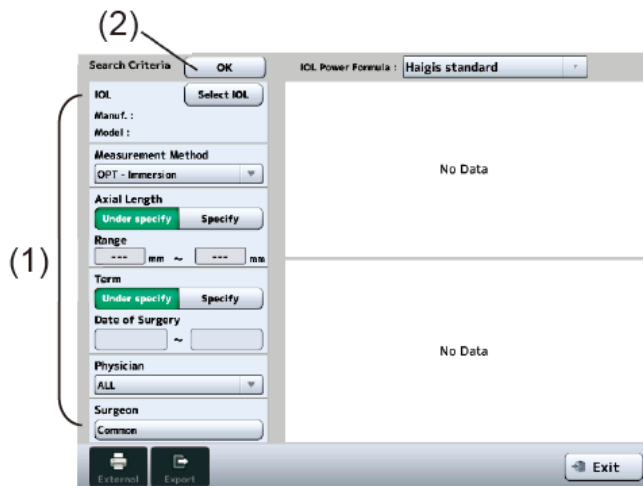 (2)
Search Criteria OK IOL Power Formula : Haigis standard
(1)
IOL Select IOL
Manuf. :
Model :
Measurement Method
OPT - Immersion
No Data
Axial Length
Under specify Specify
Range
--- mm ~ --- mm
Term
Under specify Specify
Date of Surgery
~
No Data
Physician
ALL
Surgeon
Common
External Export Exit